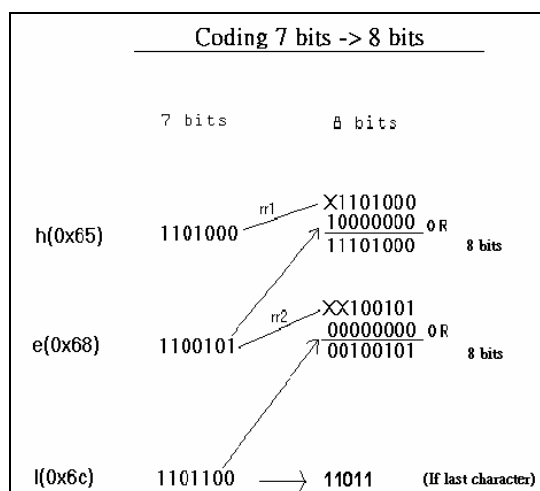 Coding 7 bits -> 8 bits
7 bits 8 bits
rr1 X1101000
h(0x65) 1101000 10000000 OR
11101000 8 bits
rr2 XX100101
e(0x68) 1100101 00000000 OR
00100101 8 bits
l(0x6c) 1101100 11011 (If last character)